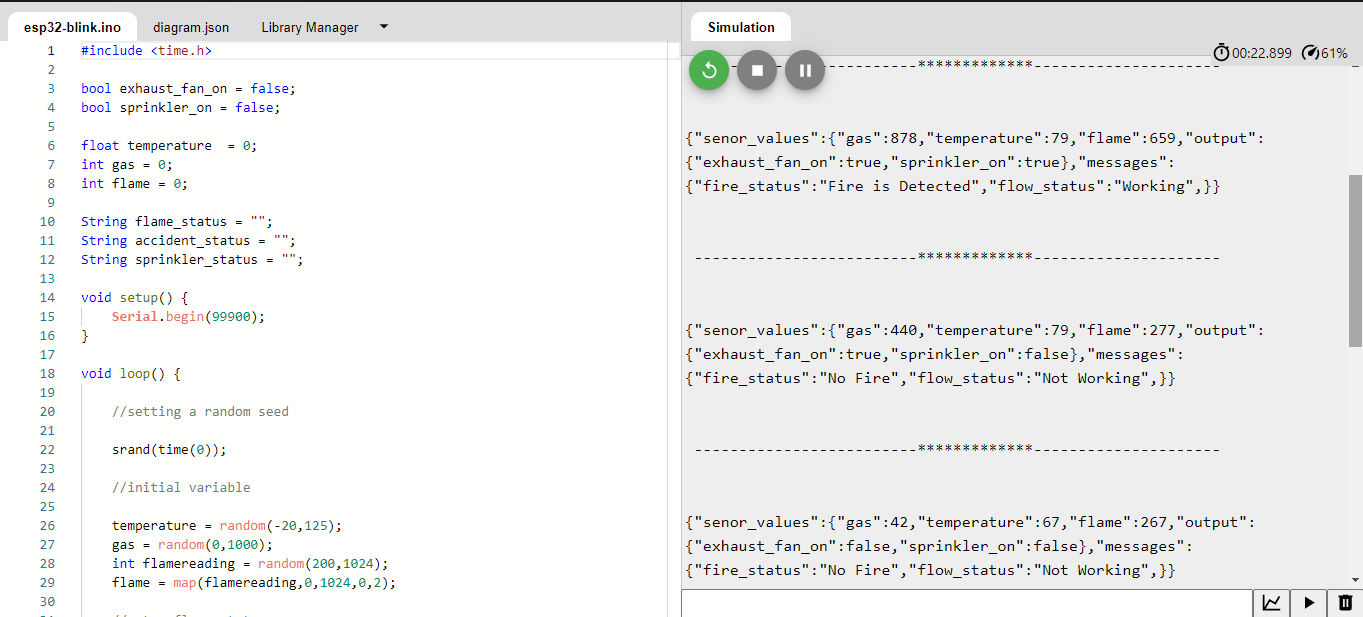 esp32-blink.ino diagram.json Library Manager
1 #include <time.h>
2
3 bool exhaust_fan_on = false;
4 bool sprinkler_on = false;
5
6 float temperature  = 0;
7 int gas = 0;
8 int flame = 0;
9
10 String flame_status = "";
11 String accident_status = "";
12 String sprinkler_status = "";
13
14 void setup() {
15     Serial.begin(99900);
16 }
17
18 void loop() {
19
20     //setting a random seed
21
22     srand(time(0));
23
24     //initial variable
25
26     temperature = random(-20,125);
27     gas = random(0,1000);
28     int flamereading = random(200,1024);
29     flame = map(flamereading,0,1024,0,2);
30
Simulation
00:22.899 61%
-------------------------*************---------------------
{"senor_values":{"gas":878,"temperature":79,"flame":659,"output":
{"exhaust_fan_on":true,"sprinkler_on":true},"messages":
{"fire_status":"Fire is Detected","flow_status":"Working",}}
-------------------------*************---------------------
{"senor_values":{"gas":440,"temperature":79,"flame":277,"output":
{"exhaust_fan_on":true,"sprinkler_on":false},"messages":
{"fire_status":"No Fire","flow_status":"Not Working",}}
-------------------------*************---------------------
{"senor_values":{"gas":42,"temperature":67,"flame":267,"output":
{"exhaust_fan_on":false,"sprinkler_on":false},"messages":
{"fire_status":"No Fire","flow_status":"Not Working",}}